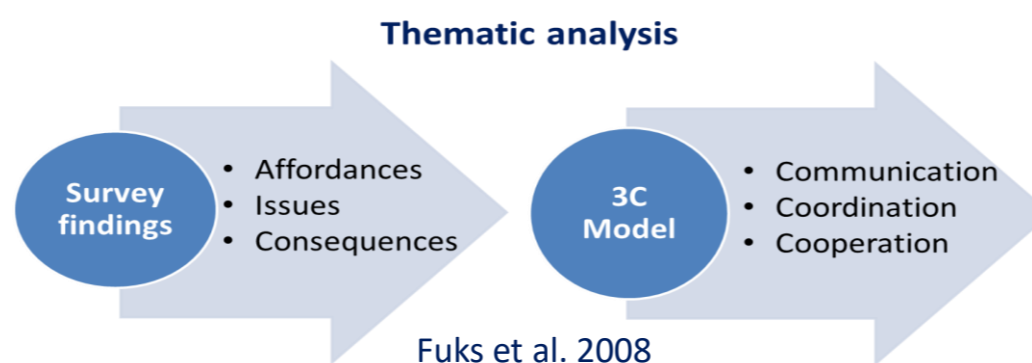 Thematic analysis
Survey
findings
• Affordances
• Issues
• Consequences
3C
Model
• Communication
• Coordination
• Cooperation
Fuks et al. 2008